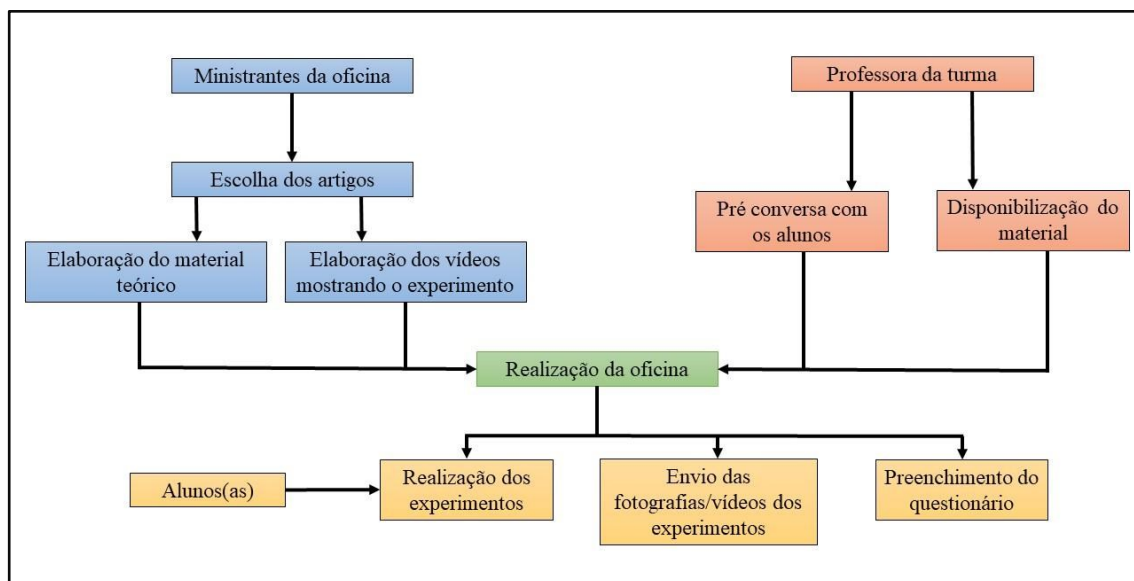 Ministrantes da oficina
Professora da turma
Escolha dos artigos
Pré conversa com
os alunos
Disponibilização do
material
Elaboração do material
teórico
Elaboração dos vídeos
mostrando o experimento
Realização da oficina
Alunos(as)
Realização dos
experimentos
Envio das
fotografias/vídeos dos
experimentos
Preenchimento do
questionário